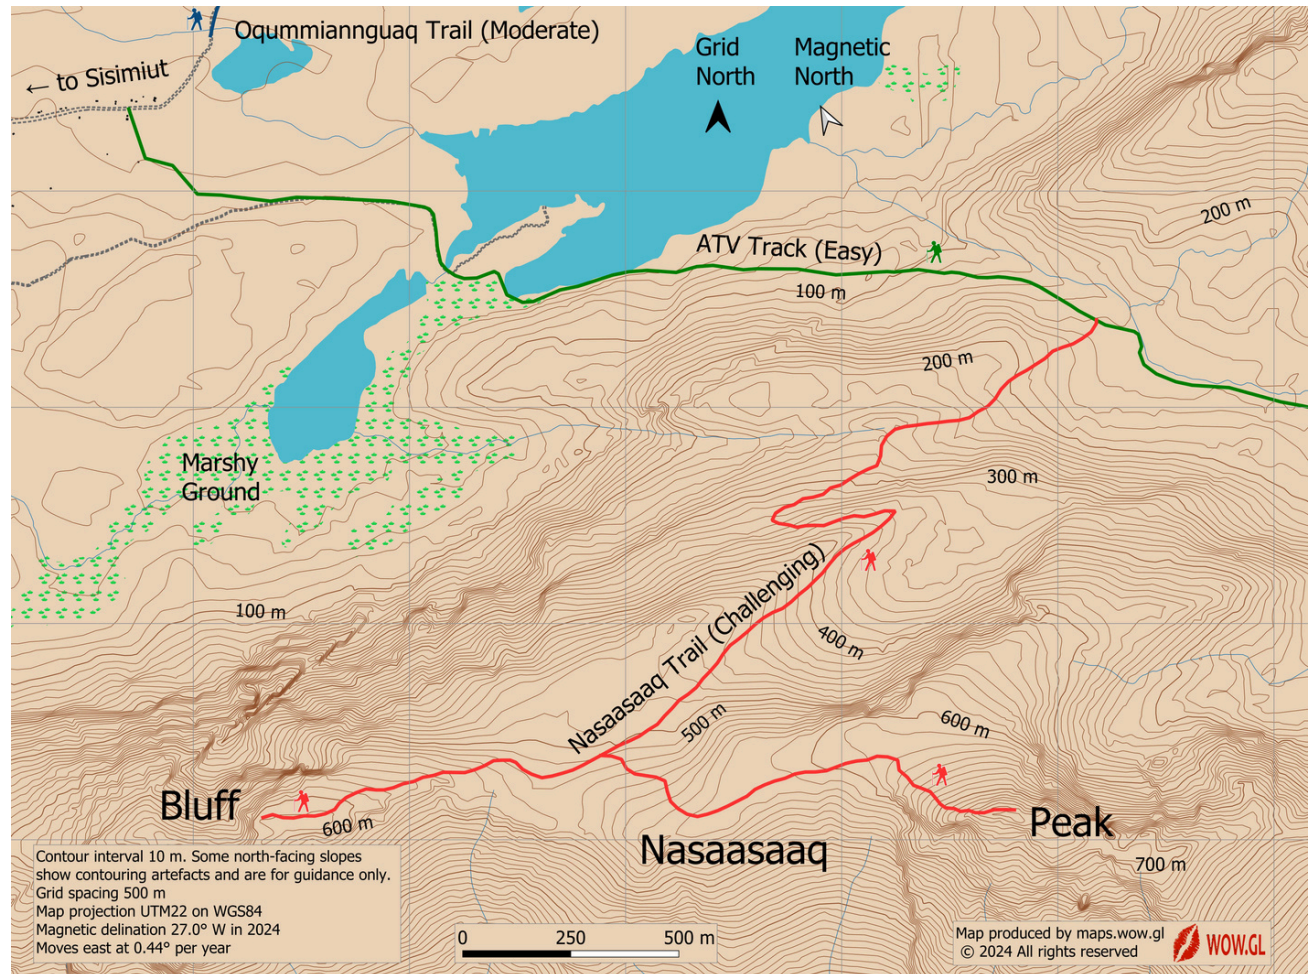 Oqummiannguaq Trail (Moderate)
← to Sisimiut
Grid
North
Magnetic
North
200 m
ATV Track (Easy)
100 m
200 m
Marshy
Ground
300 m
100 m
Nasaasaaq Trail (Challenging)
400 m
500 m
600 m
Bluff
600 m
Peak
Nasaasaaq
700 m
Contour interval 10 m. Some north-facing slopes
show contouring artefacts and are for guidance only.
Grid spacing 500 m
Map projection UTM22 on WGS84
Magnetic delination 27.0° W in 2024
Moves east at 0.44° per year
0 250 500 m
Map produced by maps.wow.gl
© 2024 All rights reserved
WOW.GL